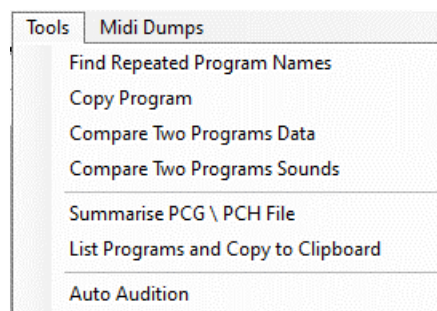 Tools Midi Dumps
Find Repeated Program Names
Copy Program
Compare Two Programs Data
Compare Two Programs Sounds
Summarise PCG \ PCH File
List Programs and Copy to Clipboard
Auto Audition